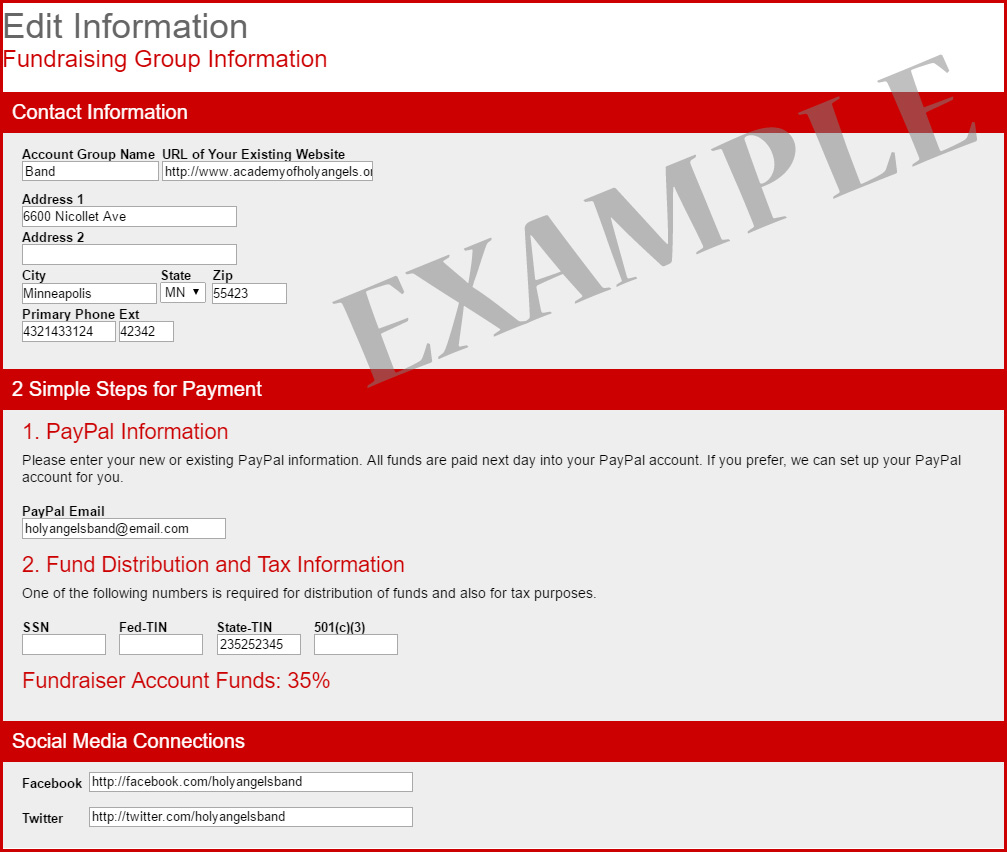 Edit Information
Fundraising Group Information
Contact Information
Account Group Name URL of Your Existing Website
Band http://www.academyofholyangels.or
Address 1
6600 Nicollet Ave
Address 2
City State Zip
Minneapolis MN 55423
Primary Phone Ext
4321433124 42342
EXAMPLE
2 Simple Steps for Payment
1. PayPal Information
Please enter your new or existing PayPal information. All funds are paid next day into your PayPal account. If you prefer, we can set up your PayPal
account for you.
PayPal Email
holyangelsband@email.com
2. Fund Distribution and Tax Information
One of the following numbers is required for distribution of funds and also for tax purposes.
SSN Fed-TIN State-TIN 501(c)(3)
235252345
Fundraiser Account Funds: 35%
Social Media Connections
Facebook http://facebook.com/holyangelsband
Twitter http://twitter.com/holyangelsband